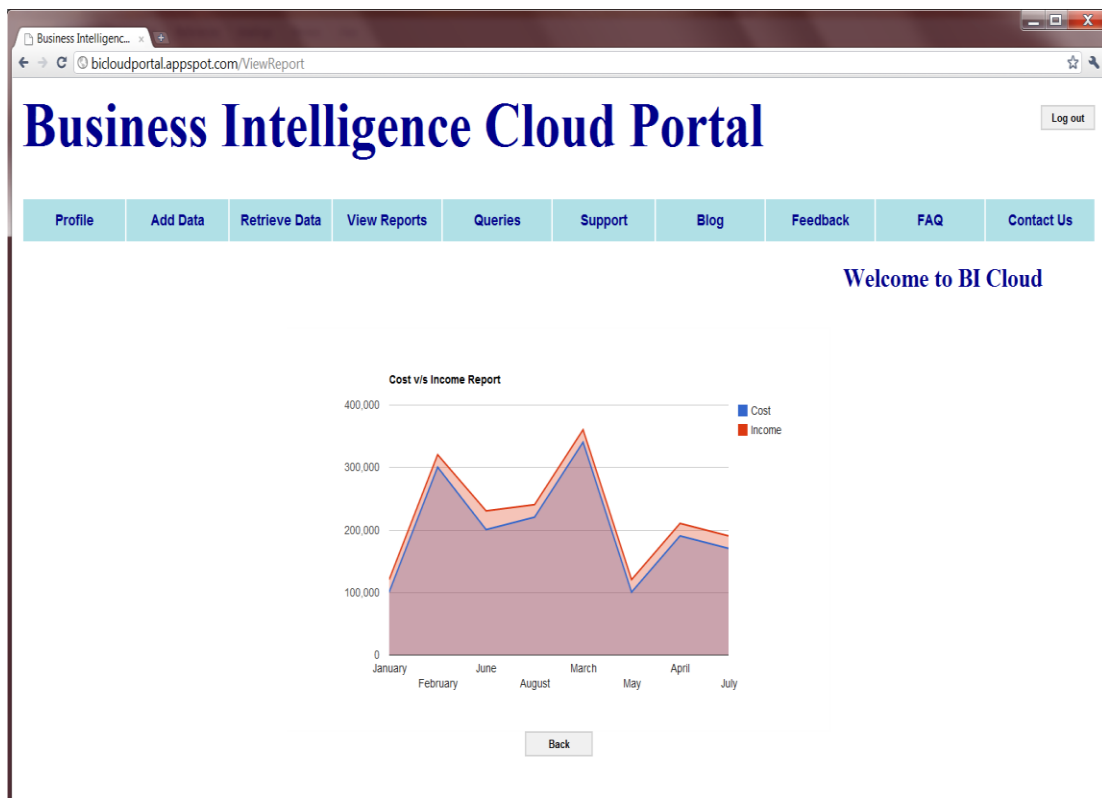 Business Intelligenc...
bicloudportal.appspot.com/ViewReport
Business Intelligence Cloud Portal
Log out
Profile Add Data Retrieve Data View Reports Queries Support Blog Feedback FAQ Contact Us
Welcome to BI Cloud
Cost v/s Income Report
400,000
300,000
200,000
100,000
0
Cost
Income
January February June August March May April July
Back